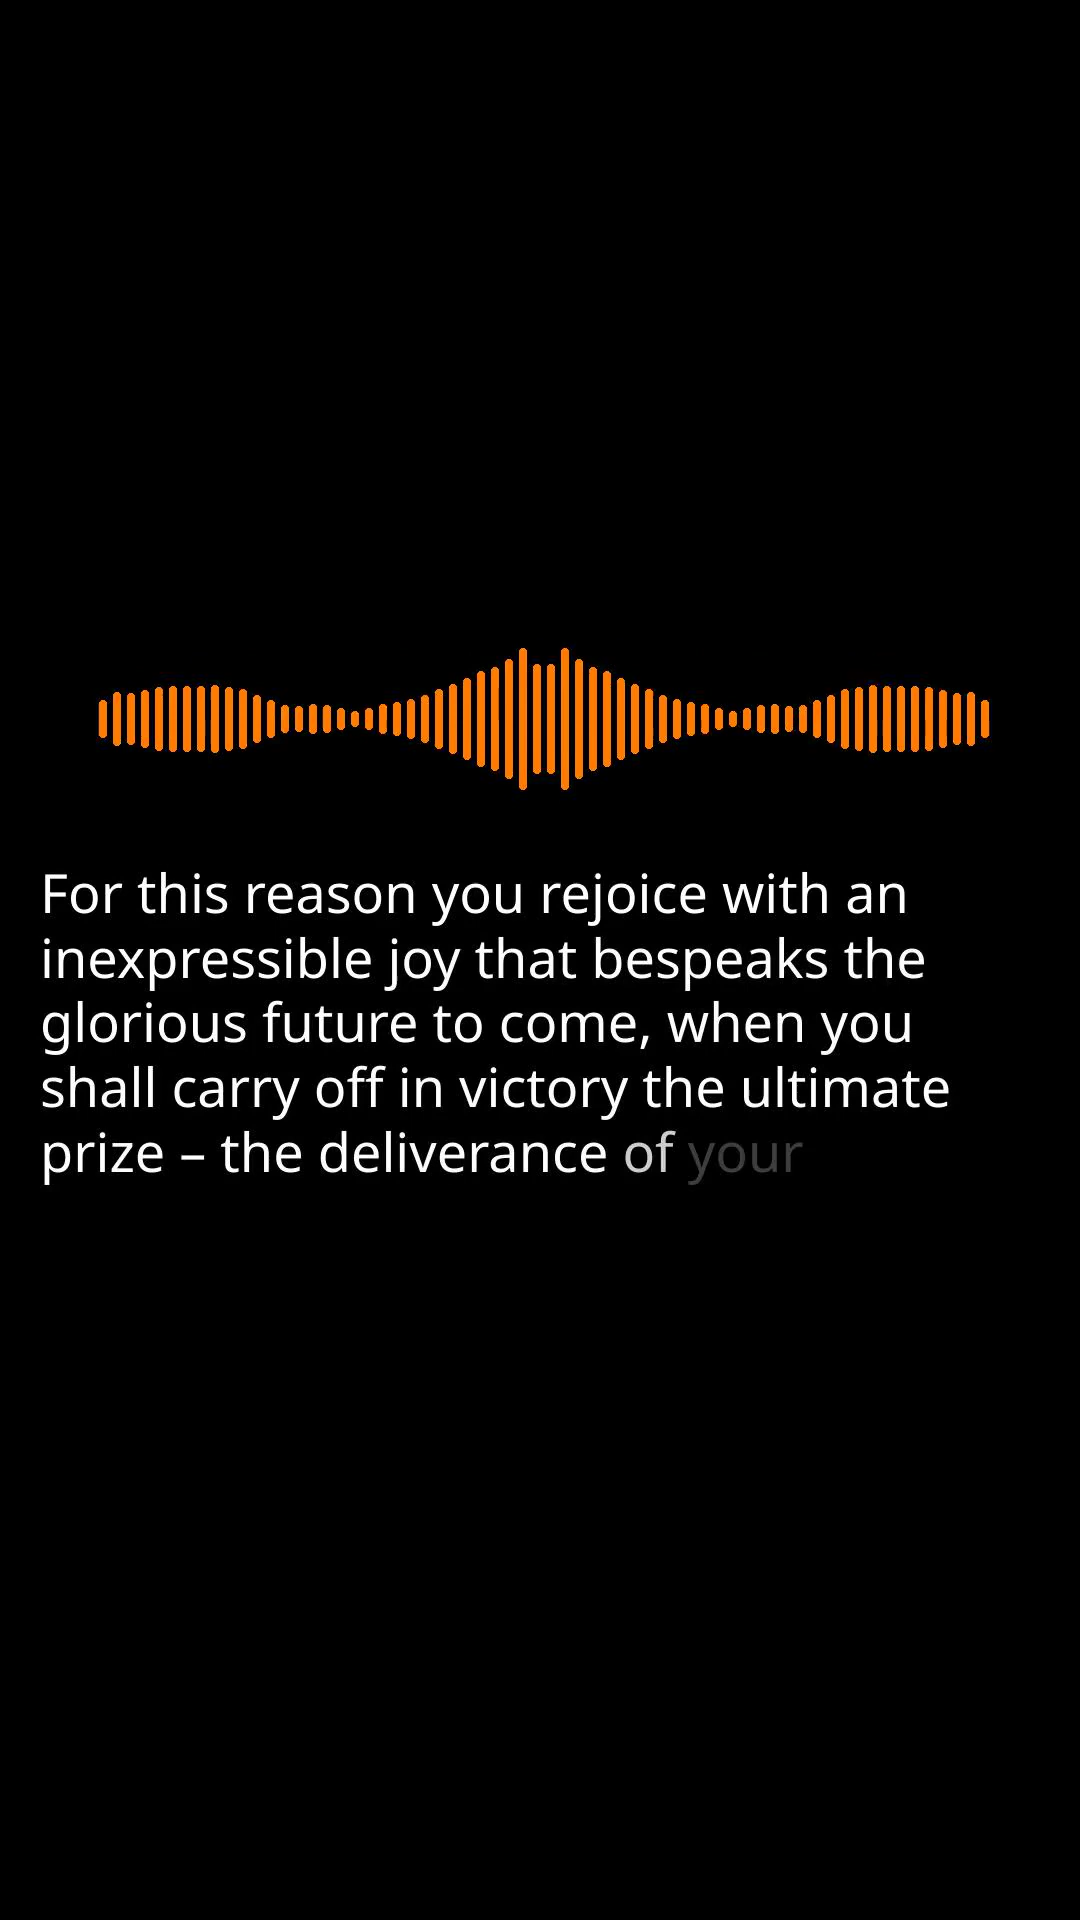 For this reason you rejoice with an
inexpressible joy that bespeaks the
glorious future to come, when you
shall carry off in victory the ultimate
prize – the deliverance of your